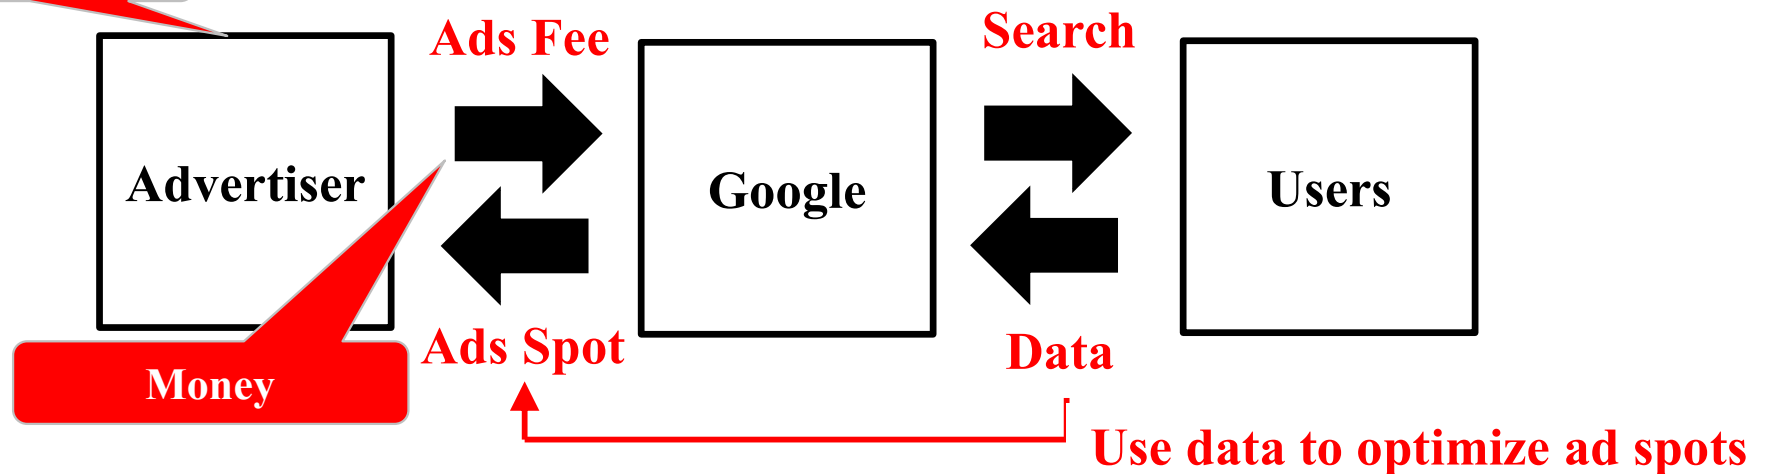 Ads Fee
Search
Advertiser
Google
Users
Ads Spot
Data
Money
Use data to optimize ad spots